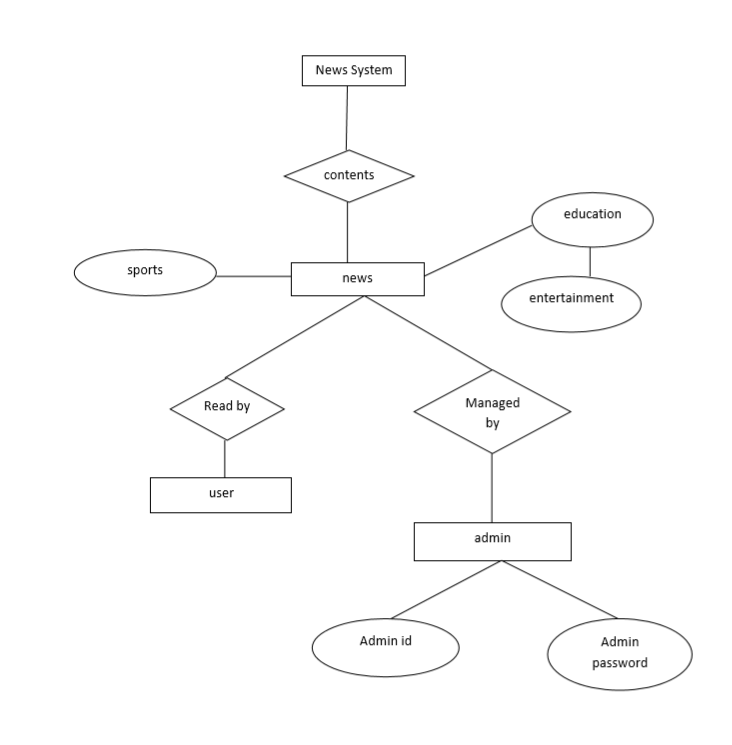 News System
contents
education
sports
news
entertainment
Read by
Managed
by
user
admin
Admin id
Admin
password